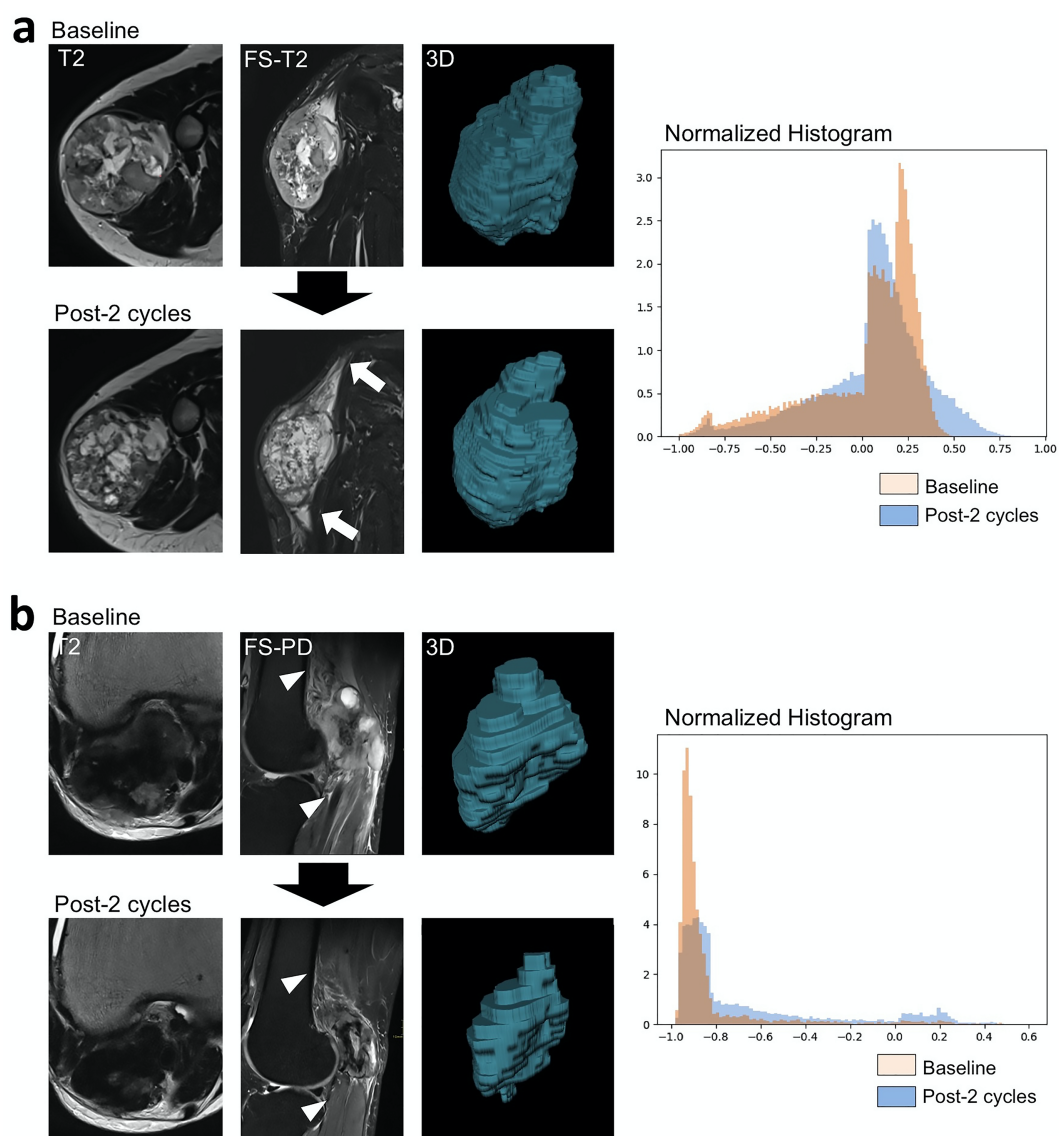 a
Baseline
T2
FS-T2
3D
Post-2 cycles
Normalized Histogram
3.0
2.5
2.0
1.5
1.0
0.5
0.0
−1.00 −0.75 −0.50 −0.25 0.00 0.25 0.50 0.75 1.00
Baseline
Post-2 cycles
b
Baseline
T2
FS-PD
3D
Post-2 cycles
Normalized Histogram
10
8
6
4
2
0
−1.0 −0.8 −0.6 −0.4 −0.2 0.0 0.2 0.4 0.6
Baseline
Post-2 cycles